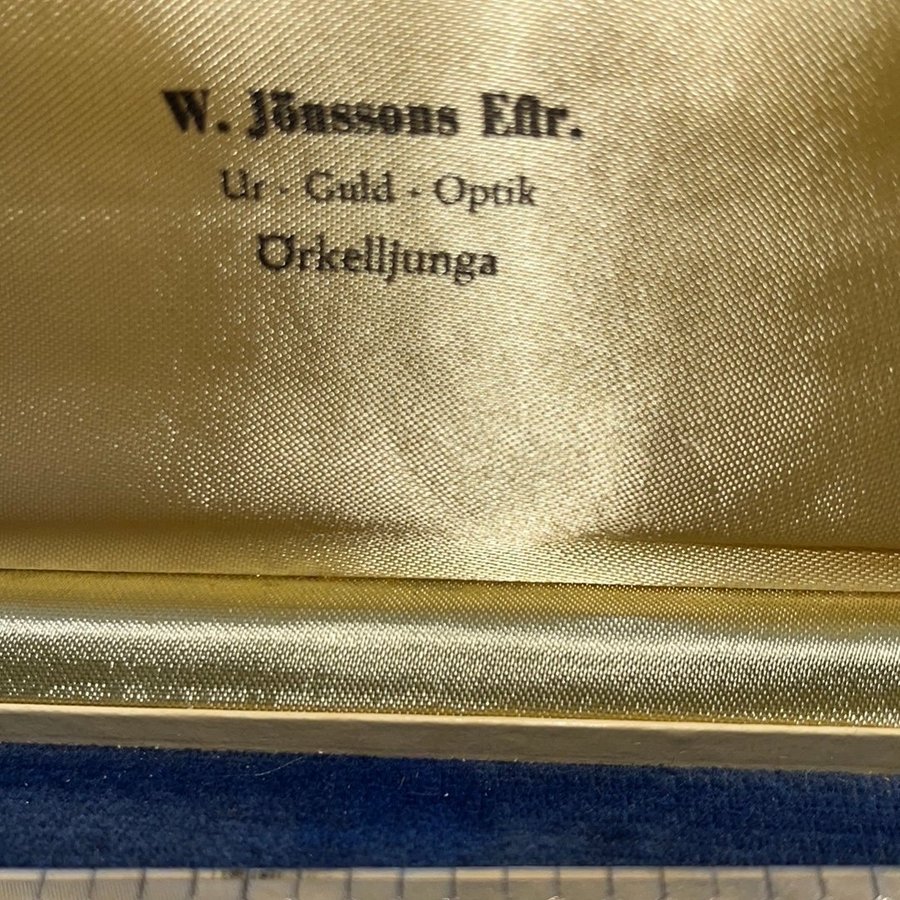 W. Jönssons Eftr.
Ur · Guld · Optik
Örkelljunga